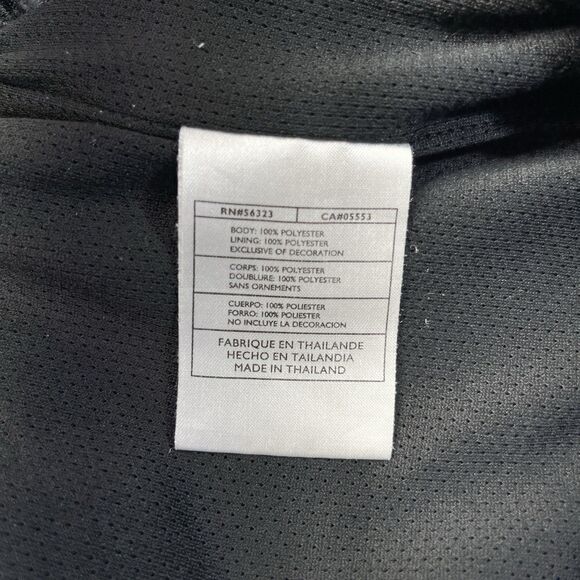 RN#56323 CA#05553
BODY: 100% POLYESTER
LINING: 100% POLYESTER
EXCLUSIVE OF DECORATION
CORPS: 100% POLYESTER
DOUBLURE: 100% POLYESTER
SANS ORNEMENTS
CUERPO: 100% POLIESTER
FORRO: 100% POLIESTER
NO INCLUYE LA DECORACION
FABRIQUE EN THAILANDE
HECHO EN TAILANDIA
MADE IN THAILAND